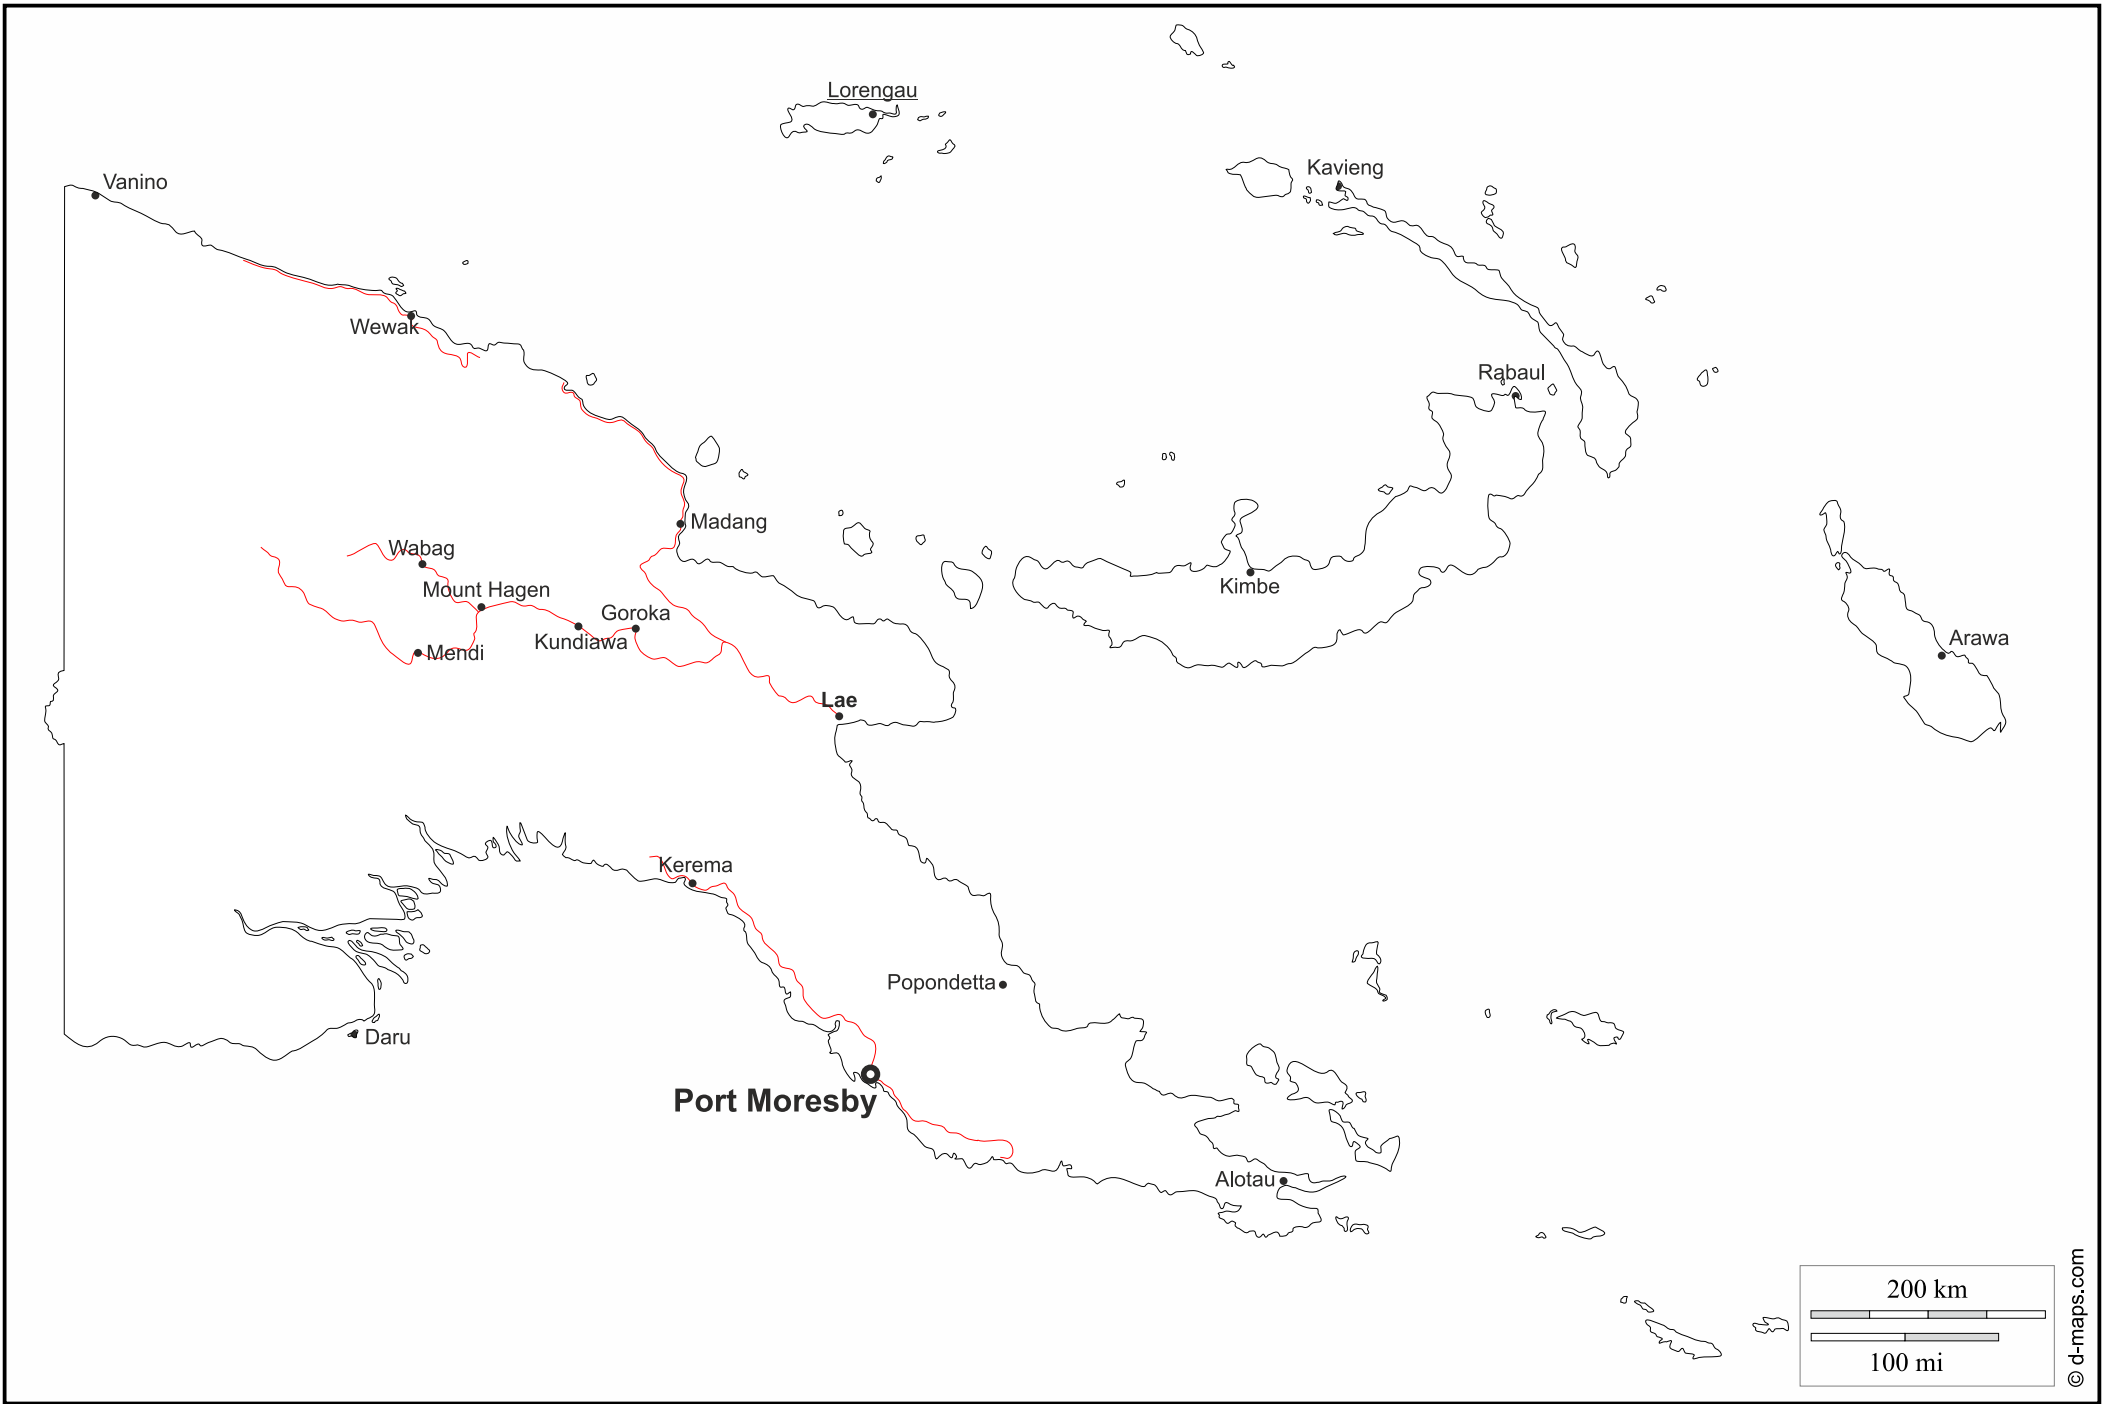 Lorengau
Kavieng
Vanino
Wewak
Rabaul
Madang
Wabag
Mount Hagen
Kimbe
Goroka
Kundiawa
Mendi
Arawa
Lae
Kerema
Popondetta
Daru
Port Moresby
Alotau
200 km
100 mi
© d-maps.com